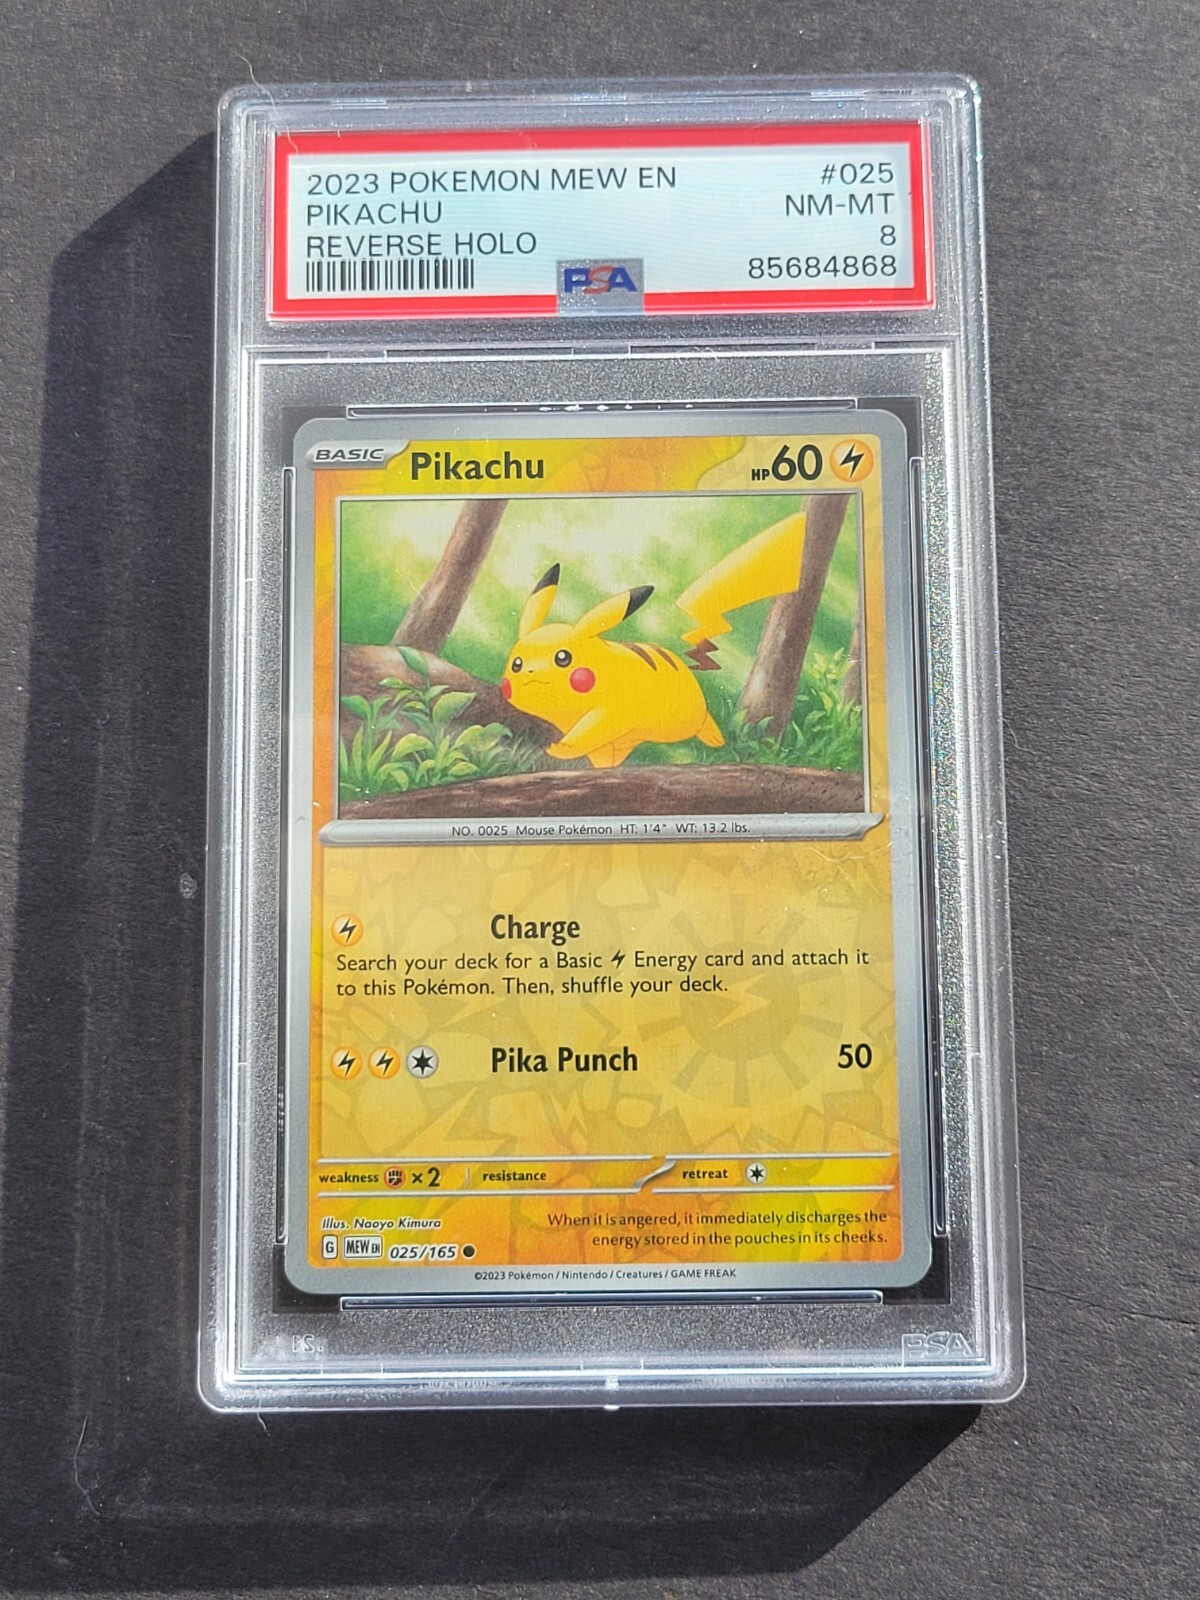 2023 POKEMON MEW EN #025
PIKACHU NM-MT
REVERSE HOLO 8
PSA 85684868
BASIC Pikachu HP 60
NO. 0025 Mouse Pokémon HT: 1'4" WT: 13.2 lbs.
Charge
Search your deck for a Basic Energy card and attach it
to this Pokémon. Then, shuffle your deck.
Pika Punch 50
weakness ×2 resistance retreat
Illus. Naoyo Kimura
When it is angered, it immediately discharges the
energy stored in the pouches in its cheeks.
G MEW EN 025/165
©2023 Pokémon / Nintendo / Creatures / GAME FREAK
PSA